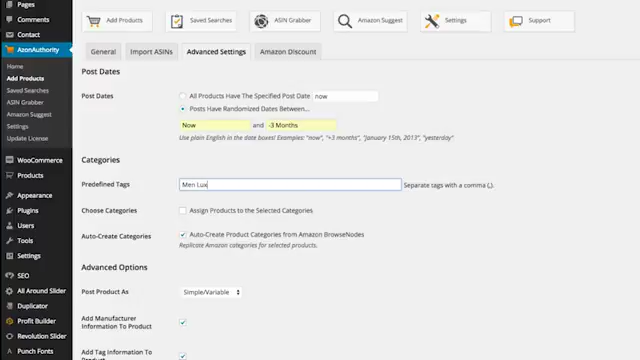 Pages
Comments
Contact
AzonAuthority
Home
Add Products
Saved Searches
ASIN Grabber
Amazon Suggest
Settings
Update License
WooCommerce
Products
Appearance
Plugins
Users
Tools
Settings
SEO
All Around Slider
Duplicator
Profit Builder
Revolution Slider
Punch Fonts
Add Products
Saved Searches
ASIN Grabber
Amazon Suggest
Settings
Support
General
Import ASINs
Advanced Settings
Amazon Discount
Post Dates
Post Dates
All Products Have The Specified Post Date now
Posts Have Randomized Dates Between...
Now and -3 Months
Use plain English in the date boxes! Examples: "now", "+3 months", "January 15th, 2013", "yesterday"
Categories
Predefined Tags Men Lux Separate tags with a comma (,).
Choose Categories Assign Products to the Selected Categories
Auto-Create Categories Auto-Create Product Categories from Amazon BrowseNodes
Replicate Amazon categories for selected products.
Advanced Options
Post Product As Simple/Variable
Add Manufacturer
Information To Product
Add Tag Information To
Product